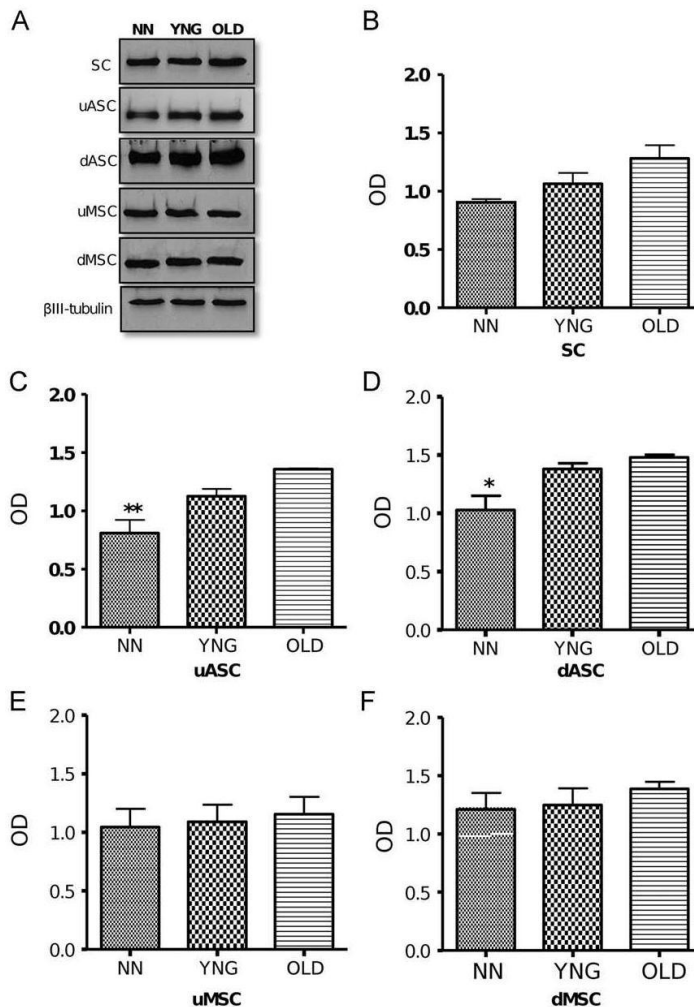 A
NN YNG OLD
SC
uASC
dASC
uMSC
dMSC
βIII-tubulin
B
2.0
1.5
1.0
0.5
0.0
OD
NN YNG OLD
SC
C
2.0
1.5
1.0
0.5
0.0
OD
**
NN YNG OLD
uASC
D
2.0
1.5
1.0
0.5
0.0
OD
*
NN YNG OLD
dASC
E
2.0
1.5
1.0
0.5
0.0
OD
NN YNG OLD
uMSC
F
2.0
1.5
1.0
0.5
0.0
OD
NN YNG OLD
dMSC